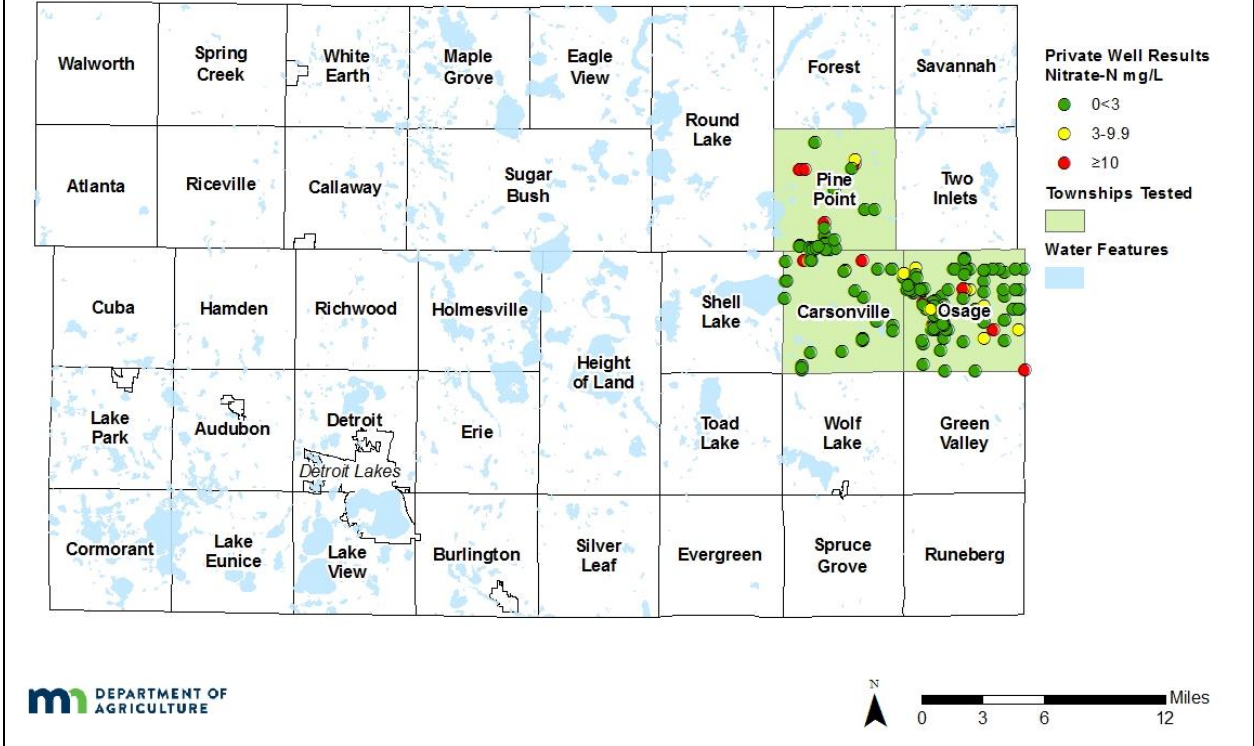 Walworth
Spring
Creek
White
Earth
Maple
Grove
Eagle
View
Round
Lake
Forest
Savannah
Atlanta
Riceville
Callaway
Sugar
Bush
Pine
Point
Two
Inlets
Cuba
Hamden
Richwood
Holmesville
Height
of Land
Shell
Lake
Carsonville
Osage
Lake
Park
Audubon
Detroit
Detroit Lakes
Erie
Toad
Lake
Wolf
Lake
Green
Valley
Cormorant
Lake
Eunice
Lake
View
Burlington
Silver
Leaf
Evergreen
Spruce
Grove
Runeberg
Private Well Results
Nitrate-N mg/L
0<3
3-9.9
≥10
Townships Tested
Water Features
mn DEPARTMENT OF
AGRICULTURE
N
Miles
0 3 6 12